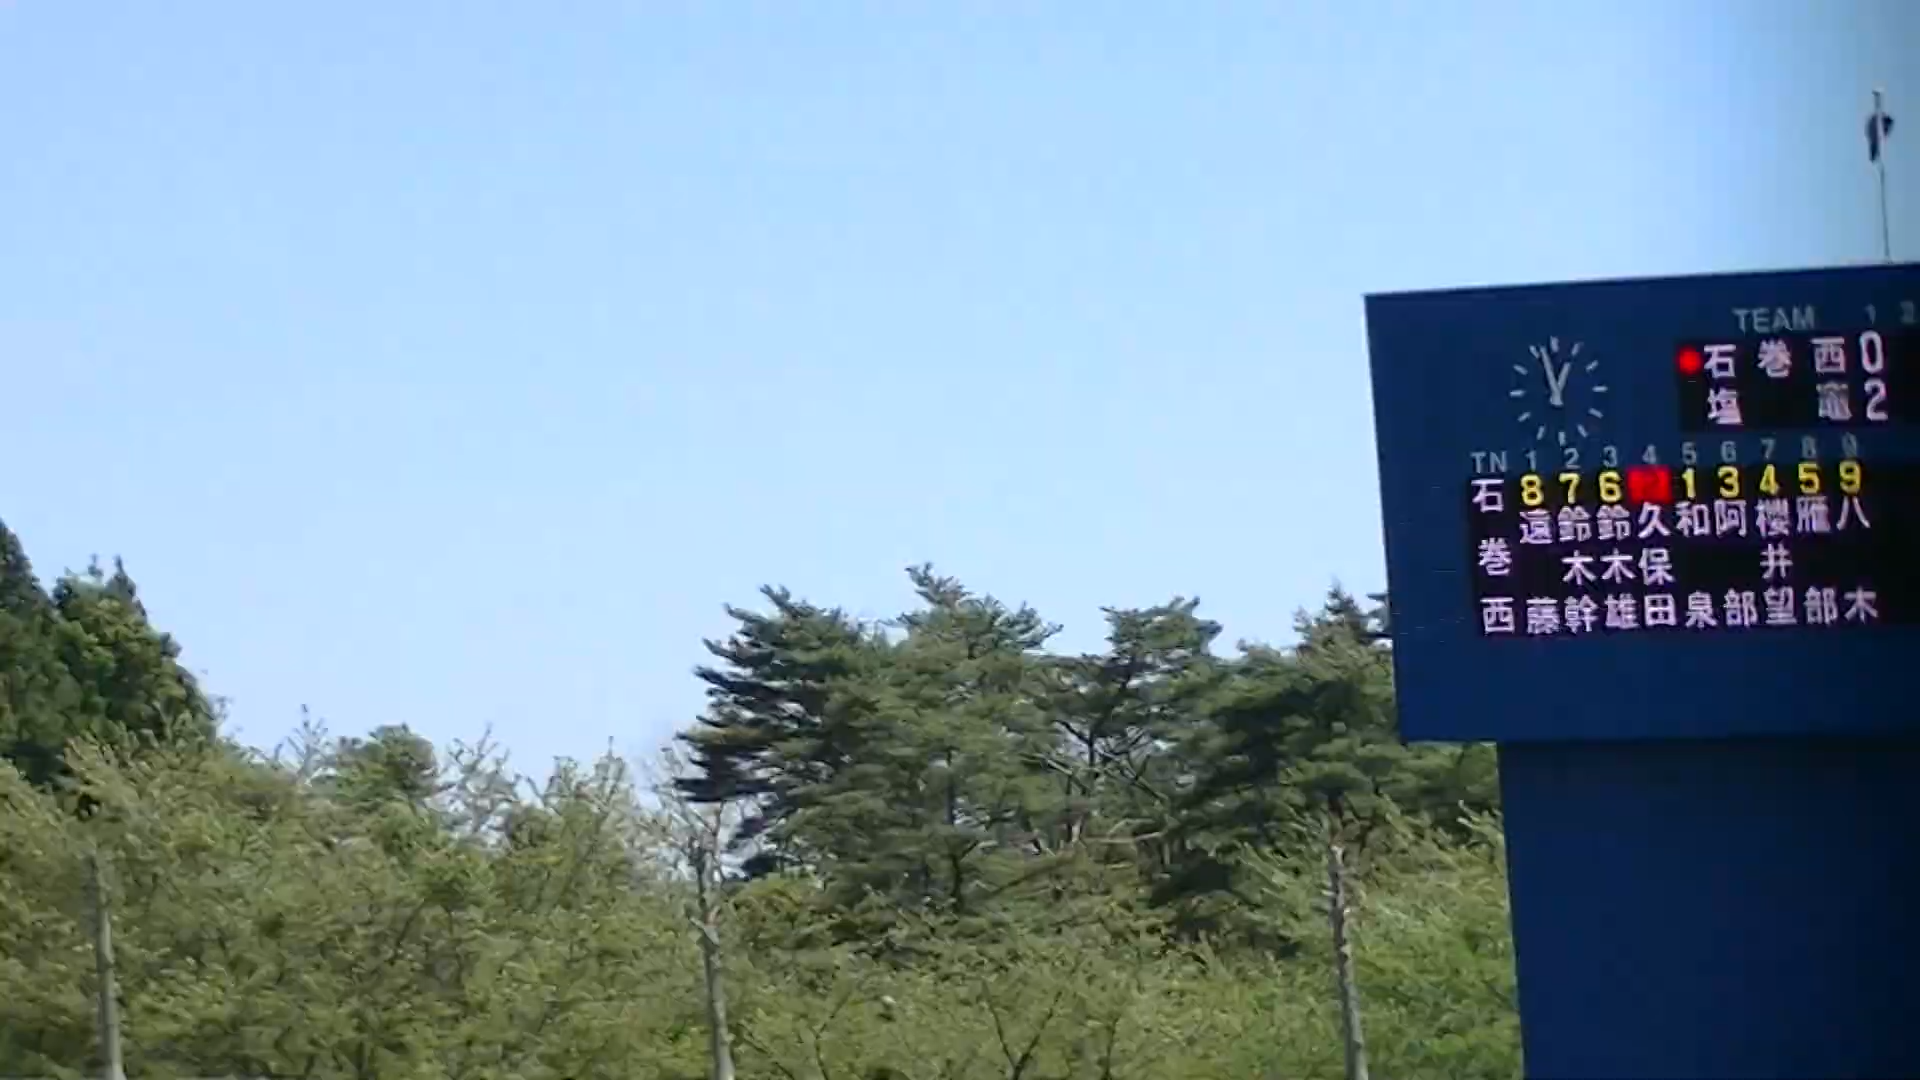 TEAM 1 2
石巻西 0
塩竈 2
TN 1 2 3 4 5 6 7 8 9
石 8 7 6 1 3 4 5 9
遠鈴鈴久和阿櫻雁八
巻 木木保 井
西 藤幹雄田泉部望部木